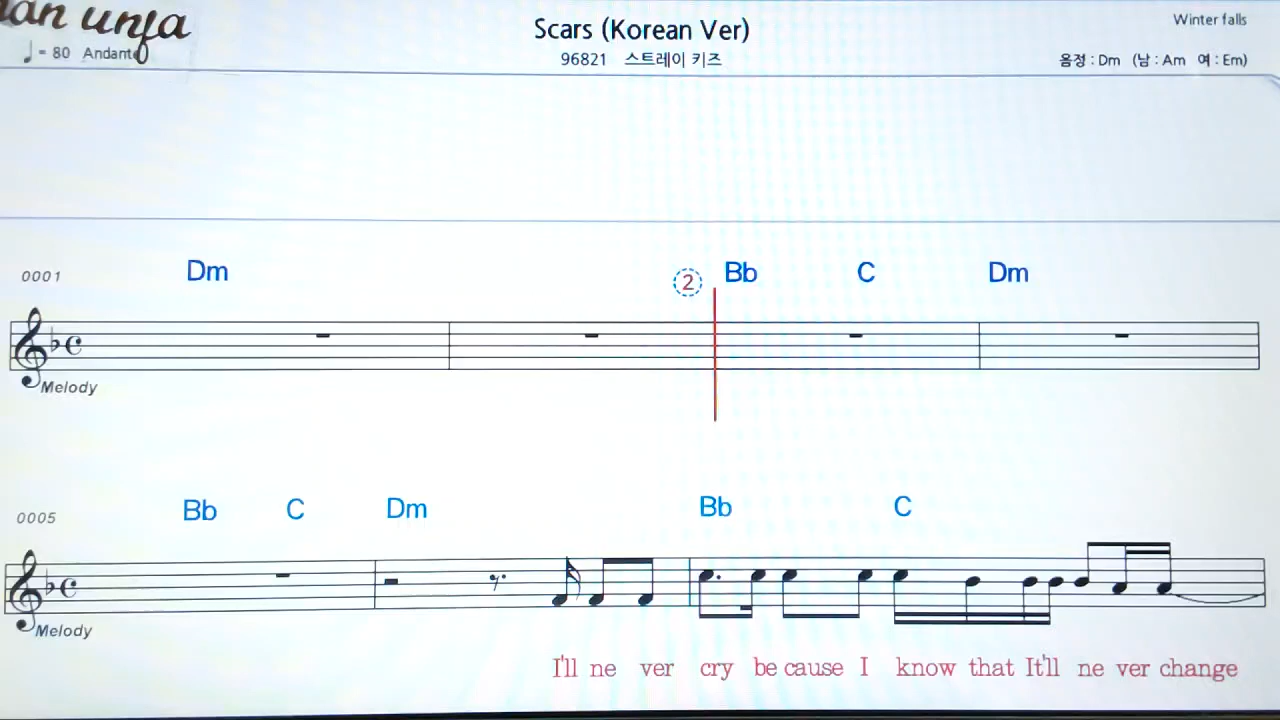 unfa
Scars (Korean Ver)
Winter falls
= 80 Andante
96821 스트레이 키즈
음정 : Dm (남 : Am 여 : Em)
0001 Dm 2 Bb C Dm
Melody
0005 Bb C Dm Bb C
Melody
I'll ne ver cry be cause I know that It'll ne ver change